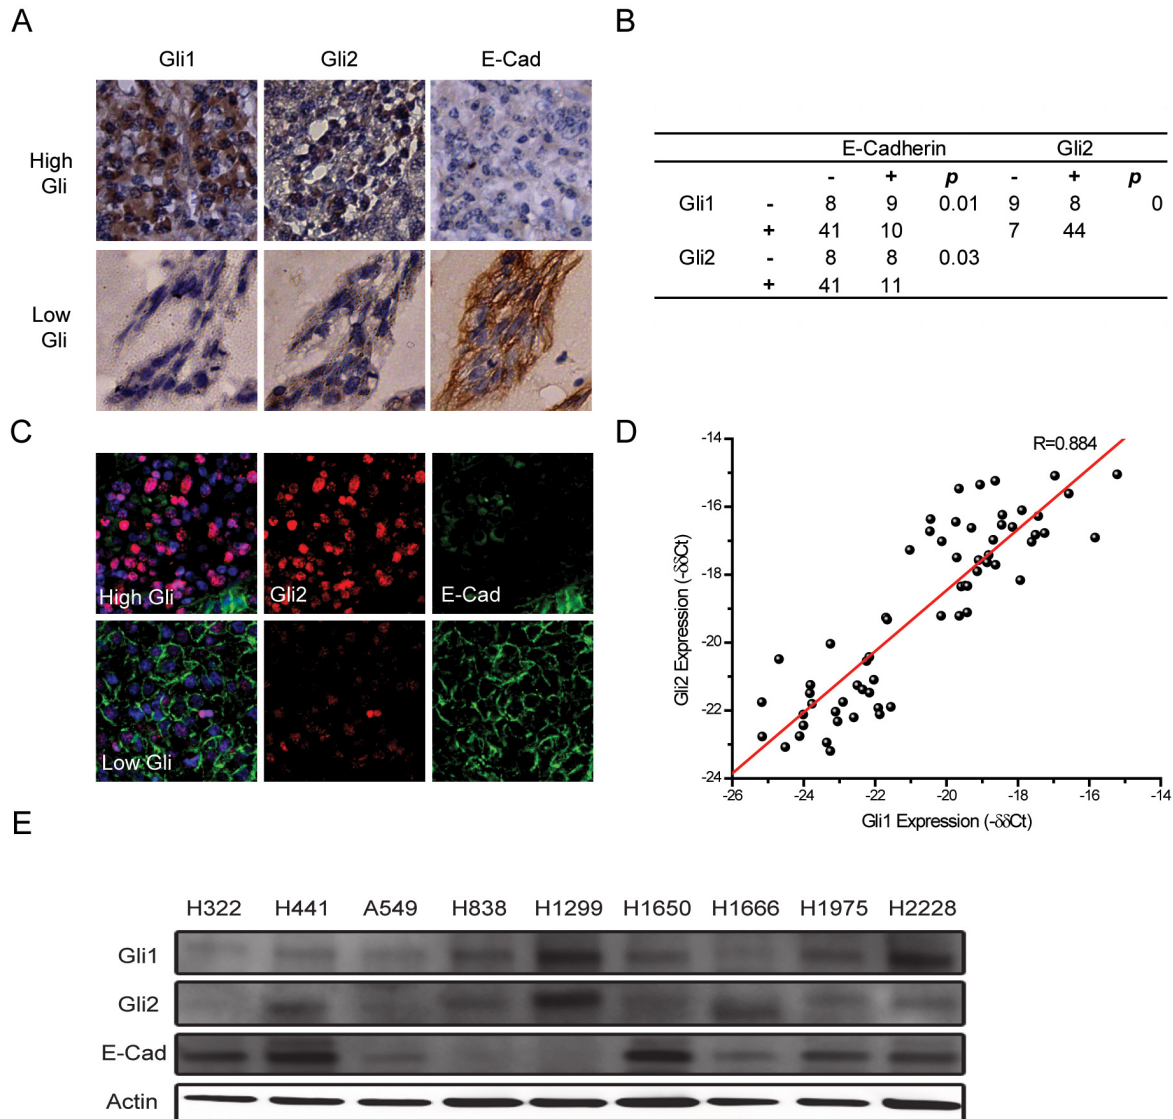 A
Gli1 Gli2 E-Cad
High
Gli
Low
Gli
B
E-Cadherin Gli2
- + p - + p
Gli1 - 8 9 0.01 9 8 0
+ 41 10 7 44
Gli2 - 8 8 0.03
+ 41 11
C
High Gli Gli2 E-Cad
Low Gli
D
R=0.884
-14
-16
-18
-20
-22
-24
Gli2 Expression (-δδCt)
-26 -24 -22 -20 -18 -16 -14
Gli1 Expression (-δδCt)
E
H322 H441 A549 H838 H1299 H1650 H1666 H1975 H2228
Gli1
Gli2
E-Cad
Actin